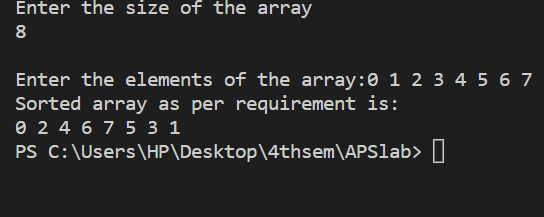 Enter the size of the array
8
Enter the elements of the array:0 1 2 3 4 5 6 7
Sorted array as per requirement is:
0 2 4 6 7 5 3 1
PS C:\Users\HP\Desktop\4thsem\APSlab>